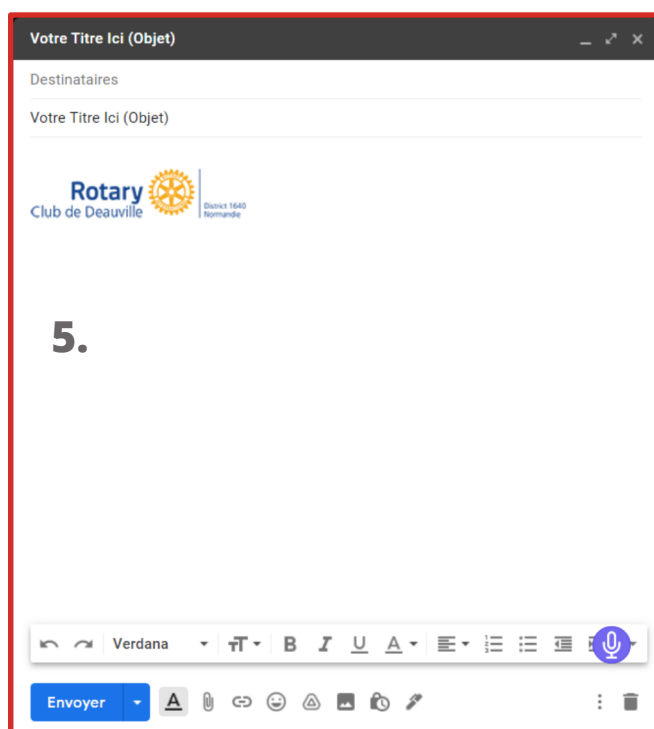 Votre Titre Ici (Objet)
Destinataires
Votre Titre Ici (Objet)
Rotary
Club de Deauville
District 1640
Normandie
5.
Verdana
B I U A
Envoyer A